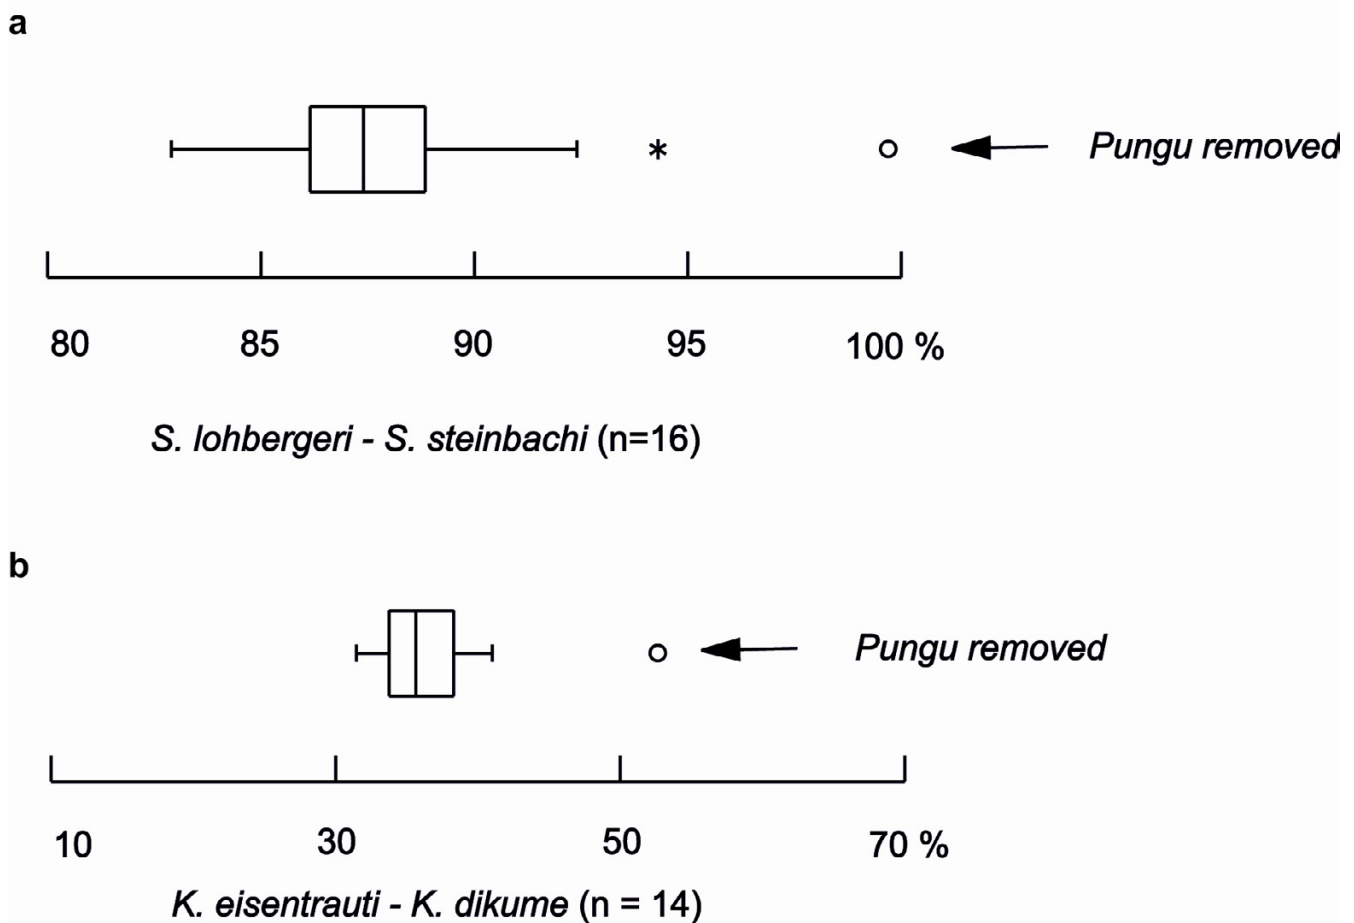 a
Pungu removed
80 85 90 95 100 %
S. lohbergeri - S. steinbachi (n=16)
b
Pungu removed
10 30 50 70 %
K. eisentrauti - K. dikume (n = 14)